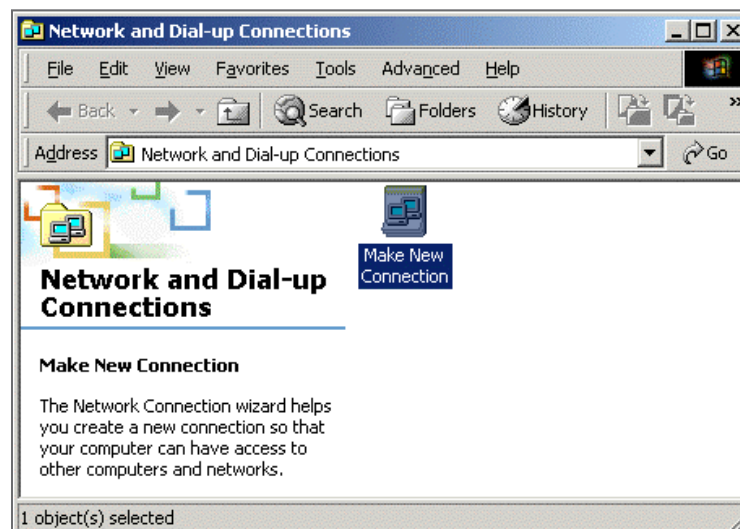 Network and Dial-up Connections
File Edit View Favorites Tools Advanced Help
Back Search Folders History »
Address Network and Dial-up Connections Go
Make New
Connection
Network and Dial-up
Connections
Make New Connection
The Network Connection wizard helps
you create a new connection so that
your computer can have access to
other computers and networks.
1 object(s) selected